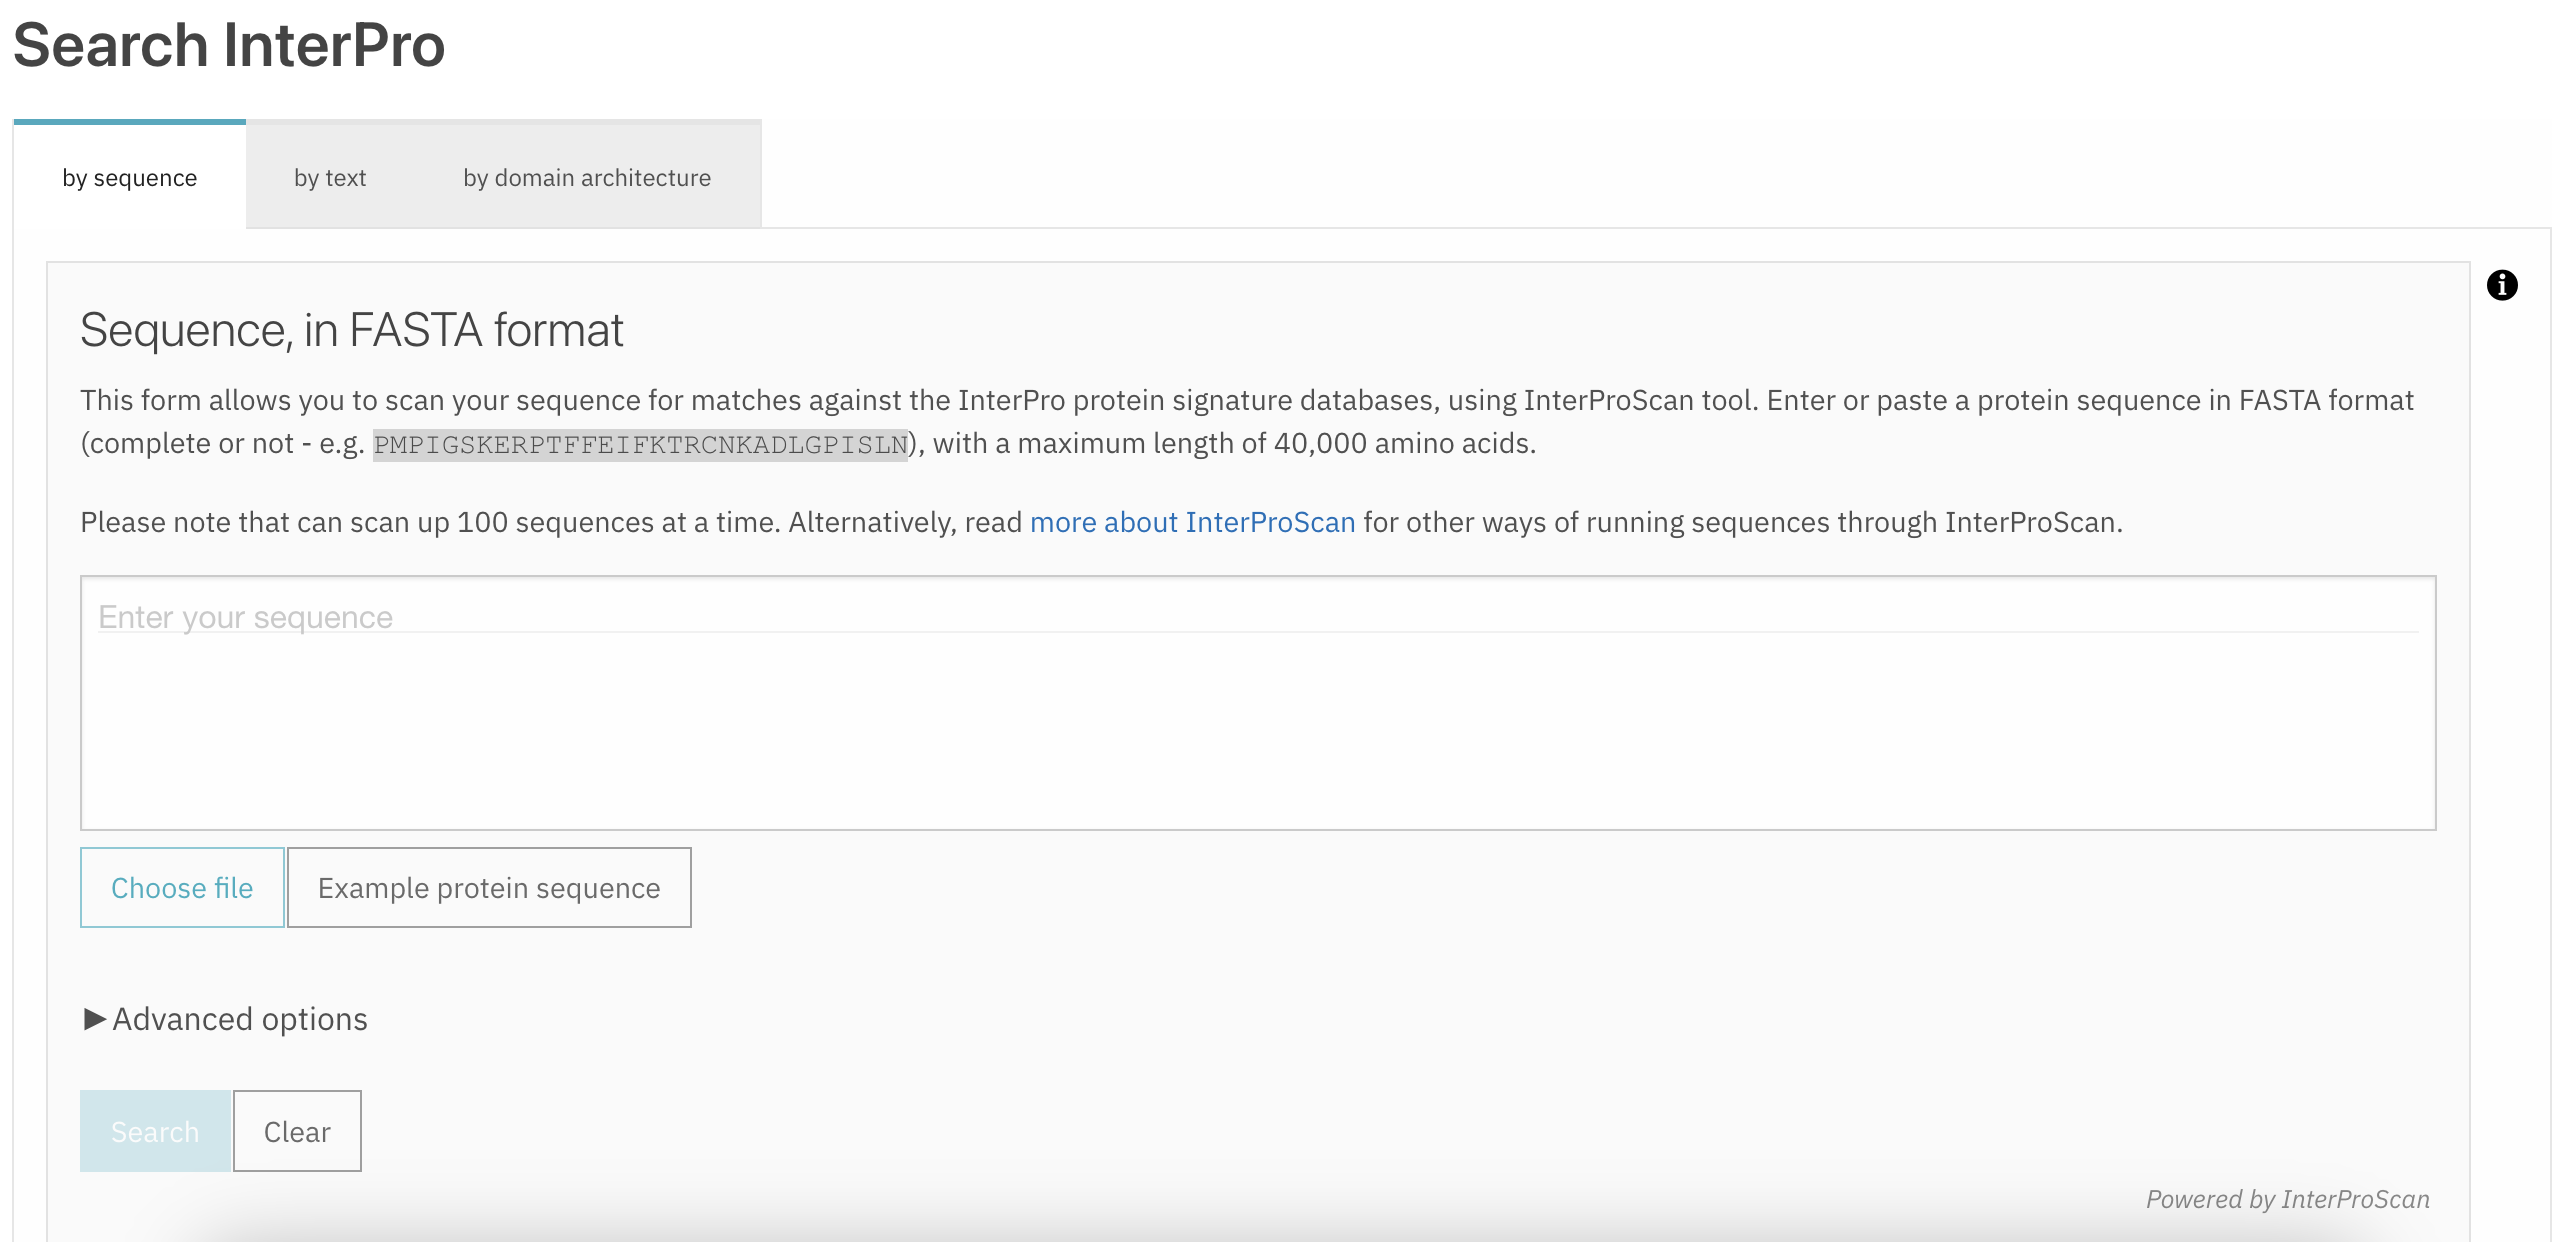 Search InterPro
by sequence by text by domain architecture
Sequence, in FASTA format
This form allows you to scan your sequence for matches against the InterPro protein signature databases, using InterProScan tool. Enter or paste a protein sequence in FASTA format
(complete or not - e.g. PMPIGSKERPTFFEIFKTRCNKADLGPISLN), with a maximum length of 40,000 amino acids.
Please note that can scan up 100 sequences at a time. Alternatively, read more about InterProScan for other ways of running sequences through InterProScan.
Enter your sequence
Choose file Example protein sequence
▶ Advanced options
Search Clear
Powered by InterProScan